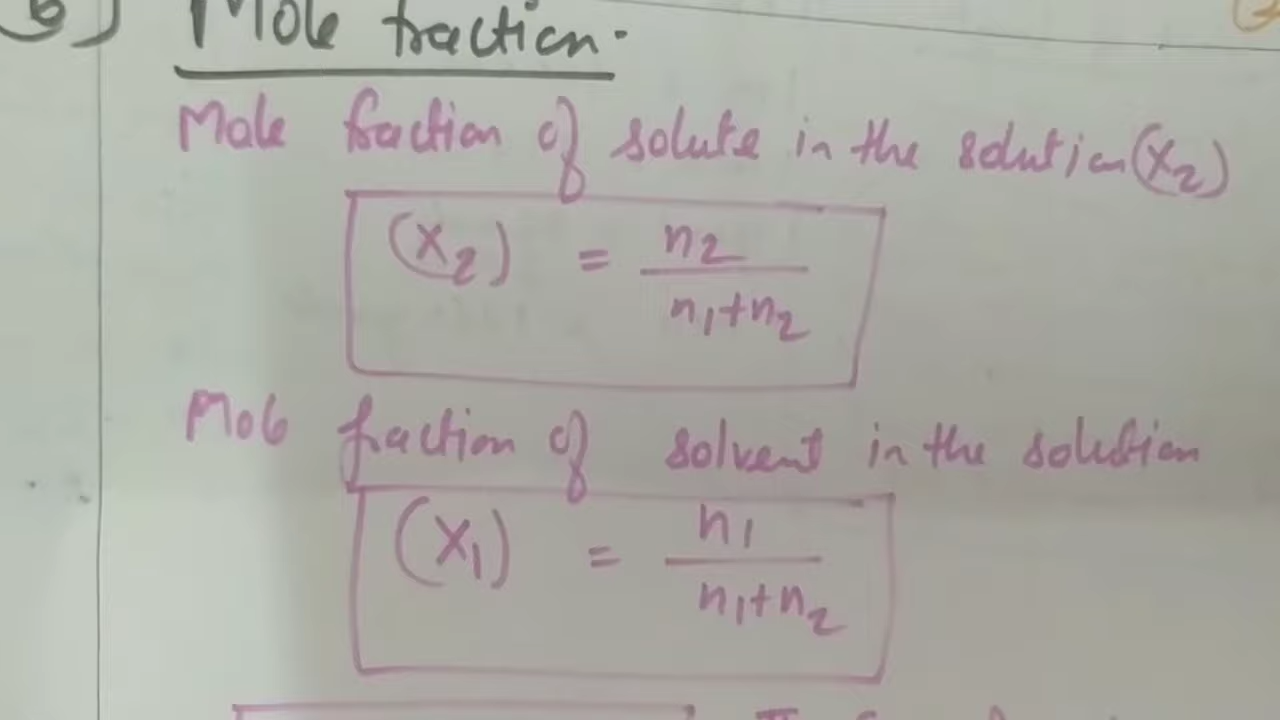 6) Mole fraction.
Mole fraction of solute in the solution (X₂)
(X₂) = n₂ / n₁+n₂
Mole fraction of solvent in the solution
(X₁) = n₁ / n₁+n₂